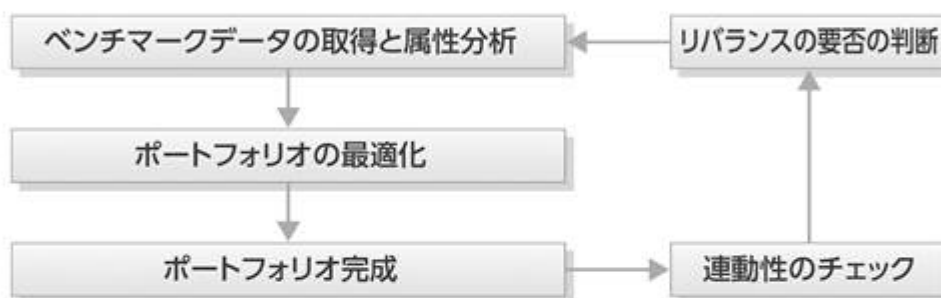 ベンチマークデータの取得と属性分析
リバランスの要否の判断
ポートフォリオの最適化
ポートフォリオ完成
連動性のチェック